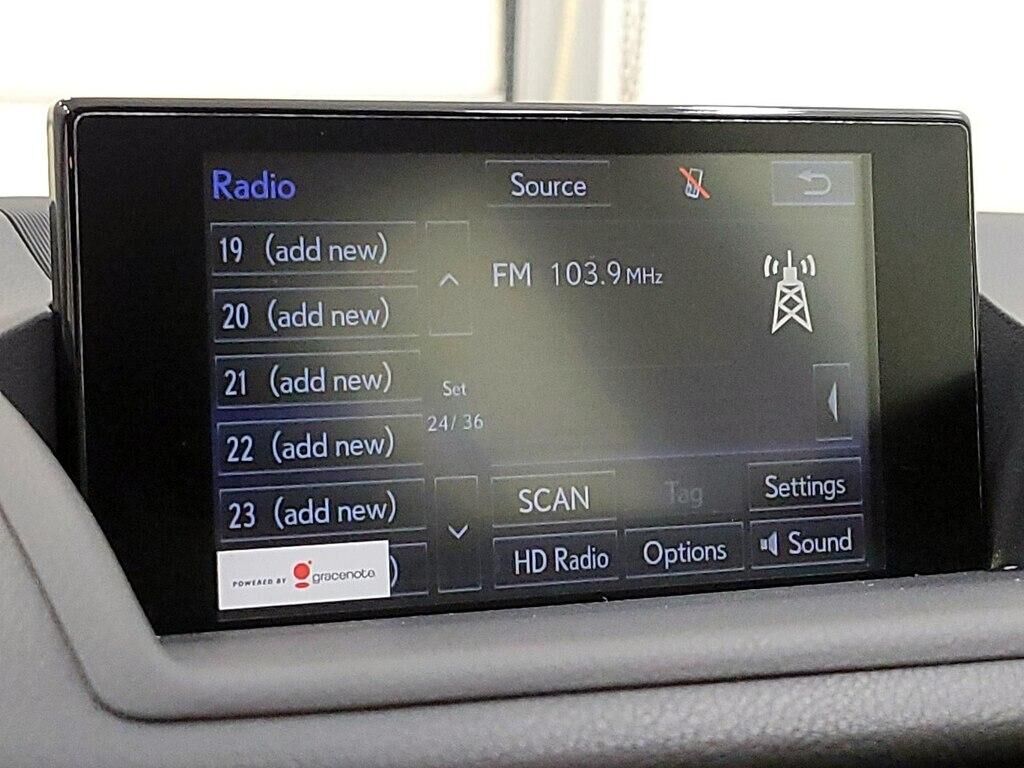 Radio
Source
19 (add new)
20 (add new)
21 (add new)
22 (add new)
23 (add new)
)
Set
24/36
FM 103.9 MHz
SCAN
Tag
Settings
HD Radio
Options
Sound
POWERED BY gracenote